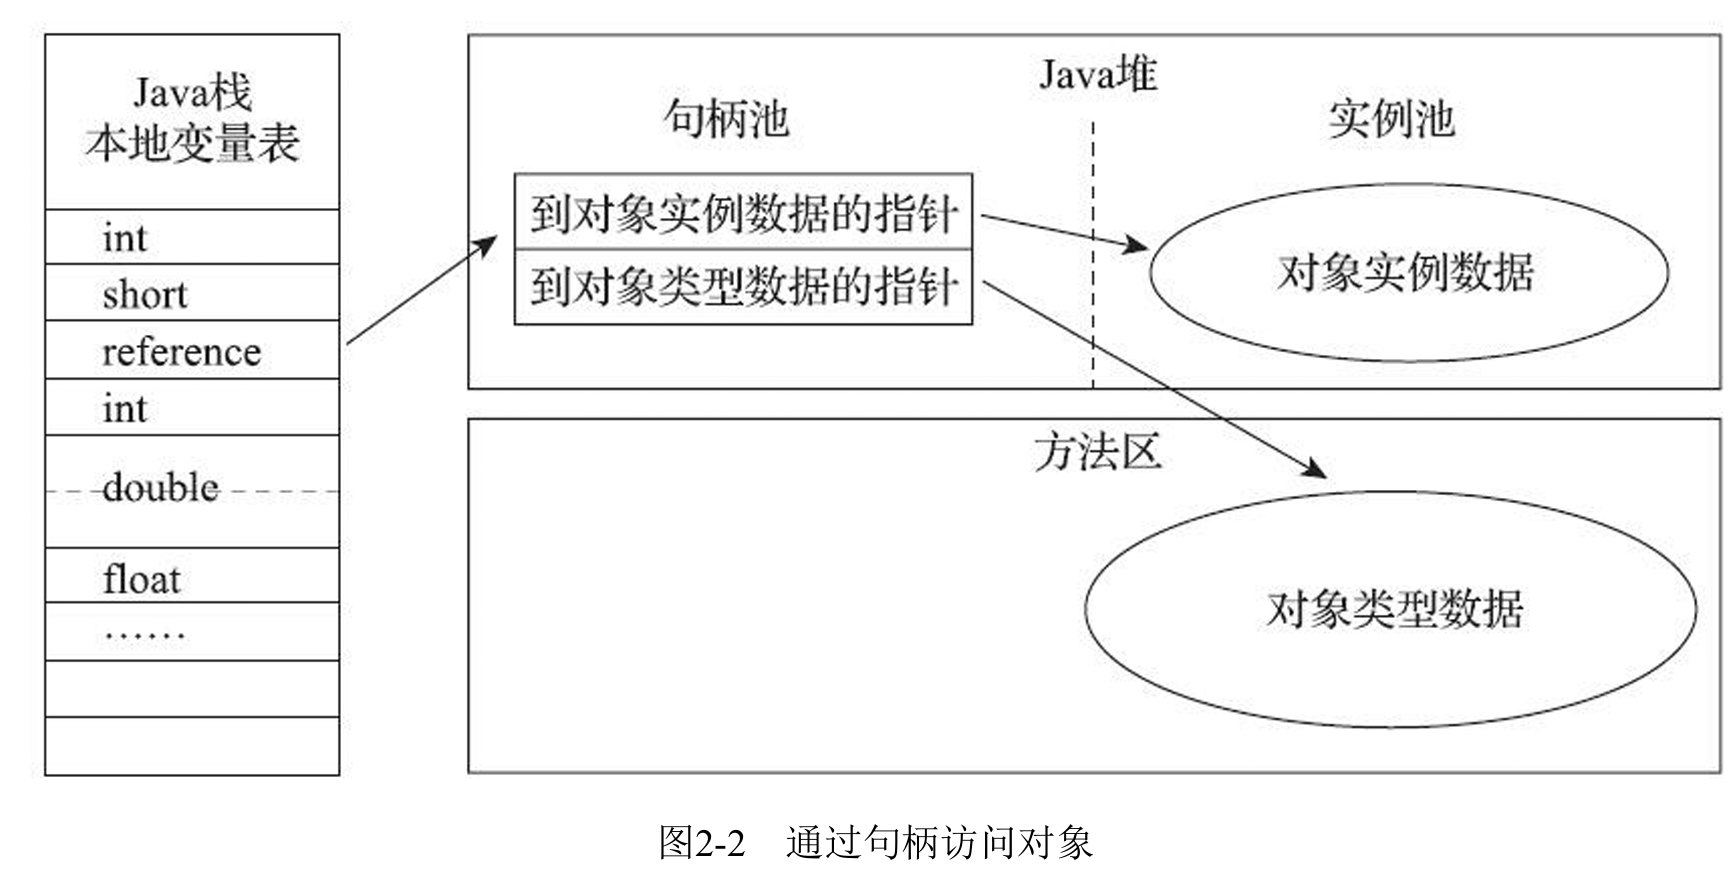 Java栈
本地变量表
int
short
reference
int
double
float
……
Java堆
句柄池
实例池
到对象实例数据的指针
到对象类型数据的指针
对象实例数据
方法区
对象类型数据
图2-2 通过句柄访问对象